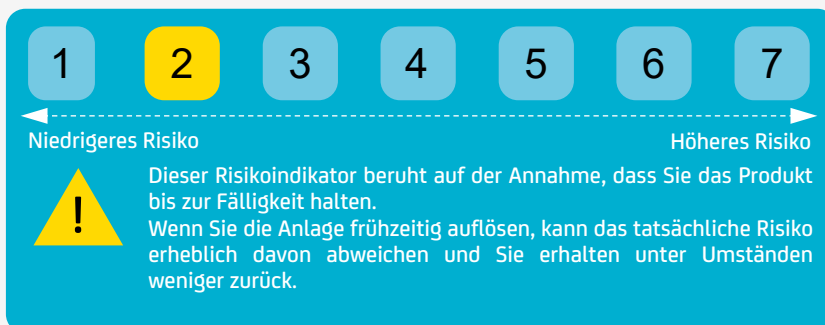 1 2 3 4 5 6 7
Niedrigeres Risiko Höheres Risiko
!
Dieser Risikoindikator beruht auf der Annahme, dass Sie das Produkt
bis zur Fälligkeit halten.
Wenn Sie die Anlage frühzeitig auflösen, kann das tatsächliche Risiko
erheblich davon abweichen und Sie erhalten unter Umständen
weniger zurück.